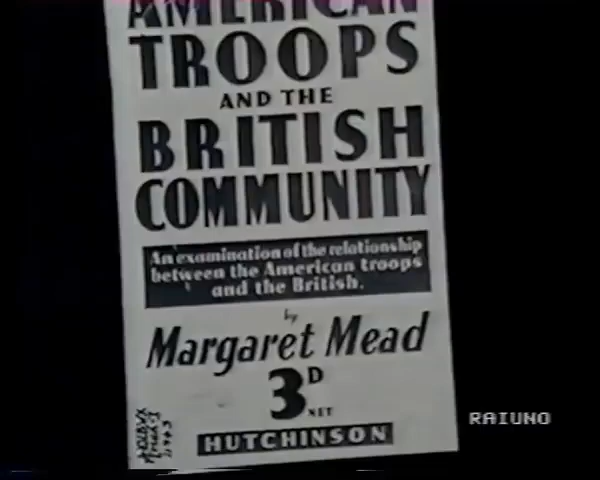 AMERICAN
TROOPS
AND THE
BRITISH
COMMUNITY
An examination of the relationship
between the American troops
and the British.
by
Margaret Mead
3D
NET
HUTCHINSON
RAIUNO